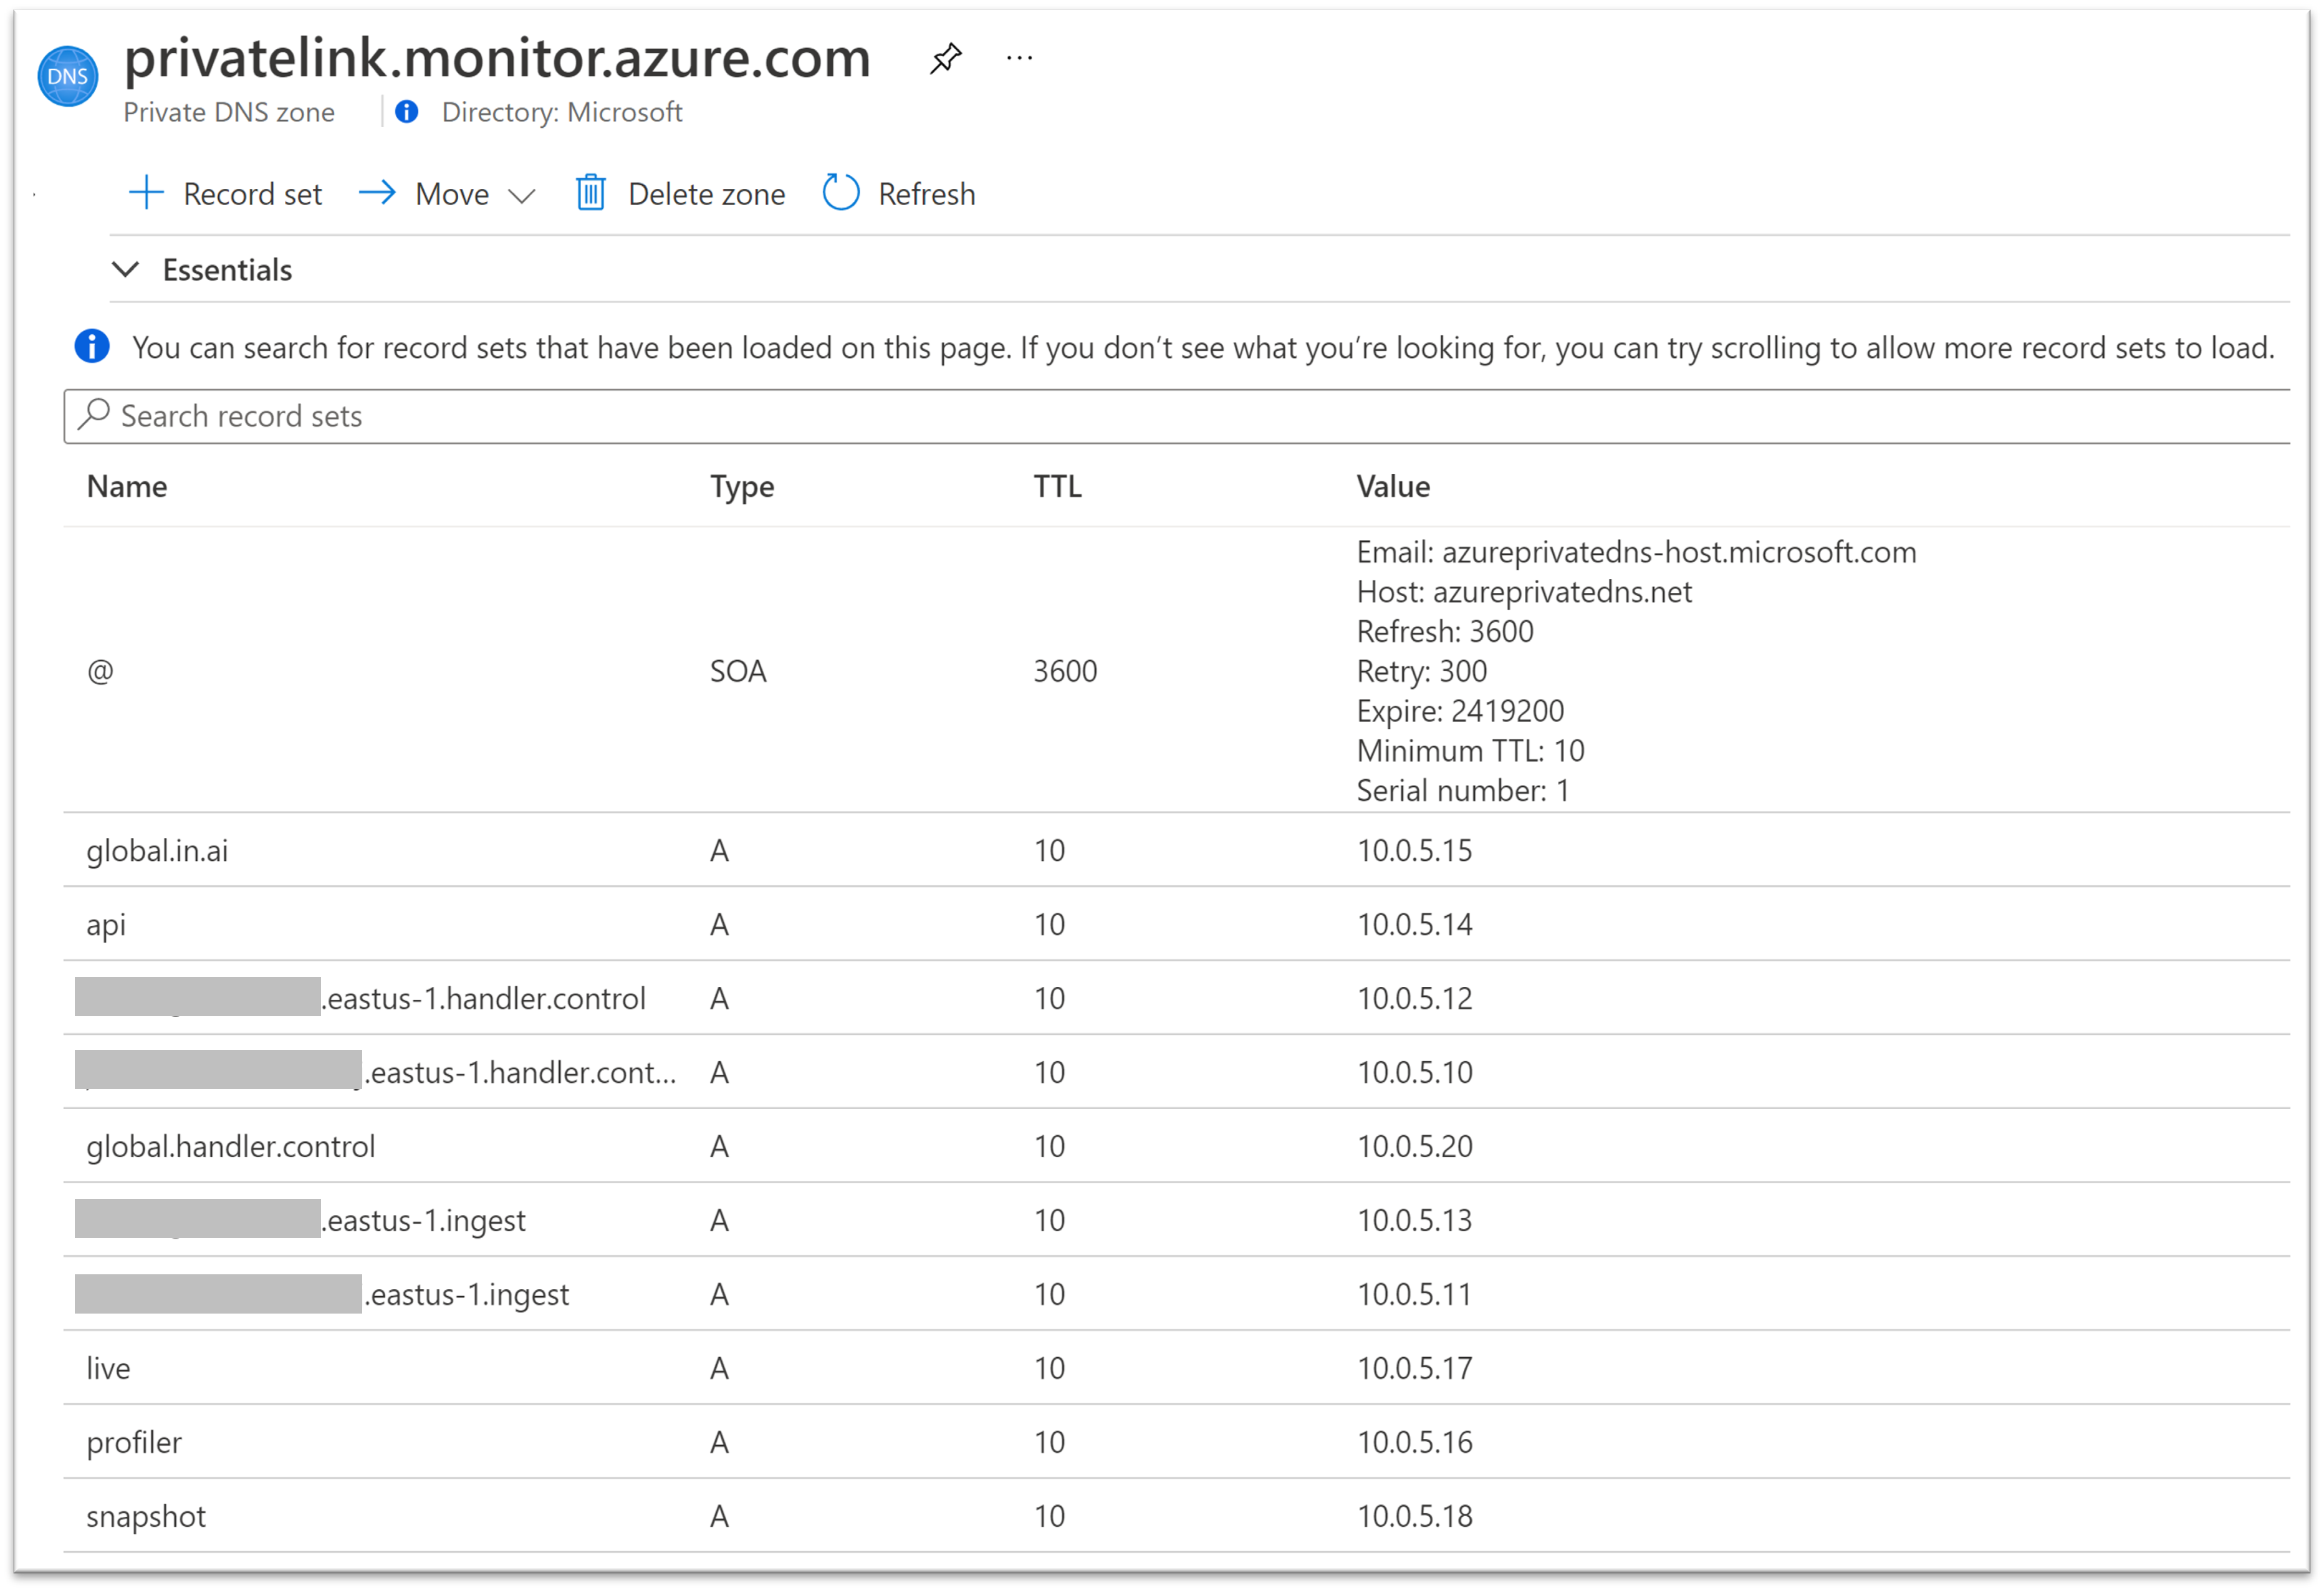 DNS
privatelink.monitor.azure.com ...
Private DNS zone Directory: Microsoft
Record set Move Delete zone Refresh
Essentials
You can search for record sets that have been loaded on this page. If you don’t see what you’re looking for, you can try scrolling to allow more record sets to load.
Search record sets
Name Type TTL Value
@ SOA 3600 Email: azureprivatedns-host.microsoft.com
Host: azureprivatedns.net
Refresh: 3600
Retry: 300
Expire: 2419200
Minimum TTL: 10
Serial number: 1
global.in.ai A 10 10.0.5.15
api A 10 10.0.5.14
.eastus-1.handler.control A 10 10.0.5.12
.eastus-1.handler.cont... A 10 10.0.5.10
global.handler.control A 10 10.0.5.20
.eastus-1.ingest A 10 10.0.5.13
.eastus-1.ingest A 10 10.0.5.11
live A 10 10.0.5.17
profiler A 10 10.0.5.16
snapshot A 10 10.0.5.18